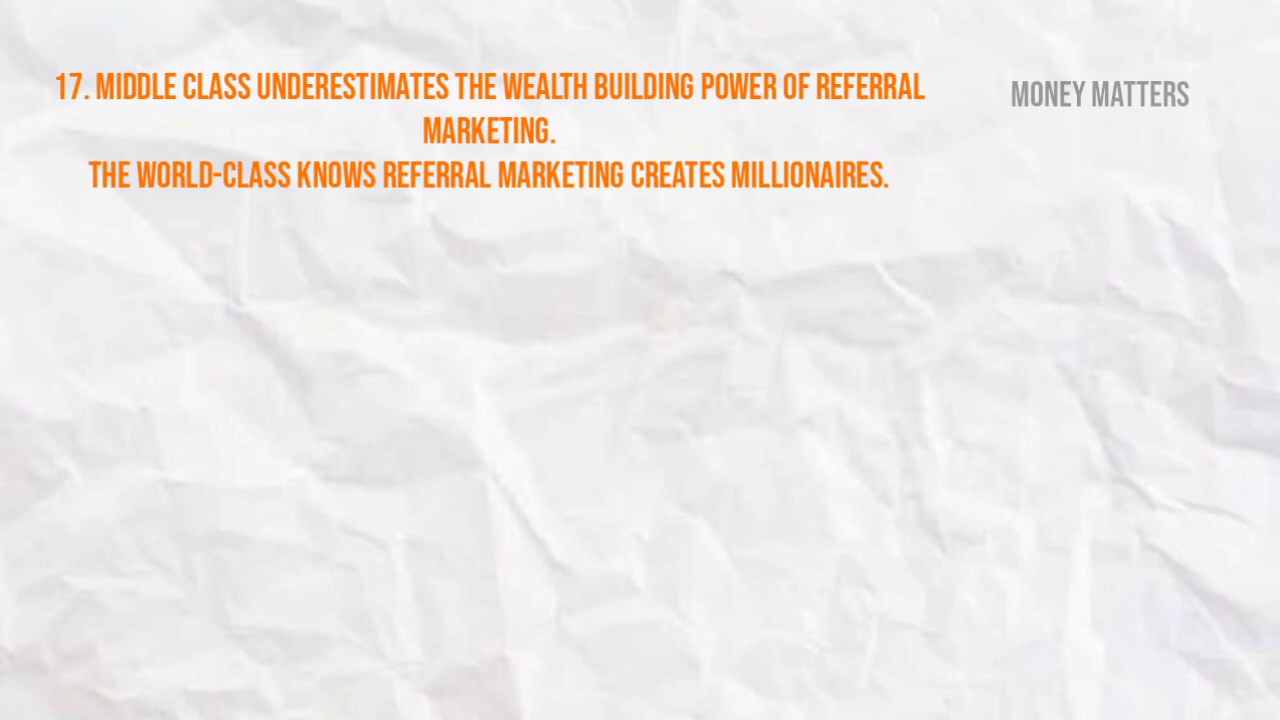 17. MIDDLE CLASS UNDERESTIMATES THE WEALTH BUILDING POWER OF REFERRAL
MARKETING.
THE WORLD-CLASS KNOWS REFERRAL MARKETING CREATES MILLIONAIRES.
MONEY MATTERS